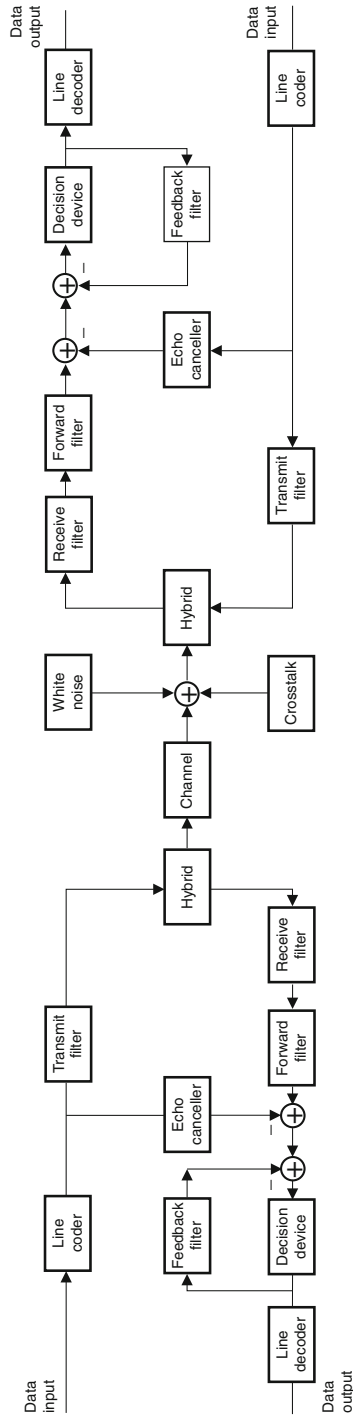 Data
input
Line
coder
Transmit
filter
Echo
canceller
Feedback
filter
–
–
Data
output
Line
decoder
Decision
device
+
+
Forward
filter
Receive
filter
Hybrid
Channel
White
noise
+
Crosstalk
Hybrid
Receive
filter
Forward
filter
+
–
+
–
Decision
device
Line
decoder
Data
output
Feedback
filter
Echo
canceller
Transmit
filter
Line
coder
Data
input